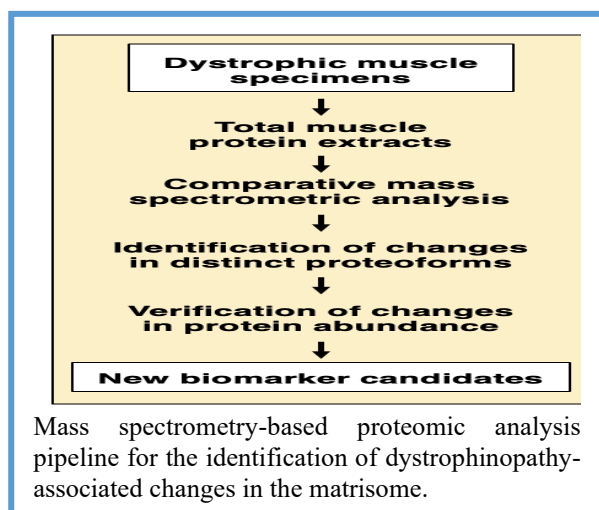 Dystrophic muscle
specimens
Total muscle
protein extracts
Comparative mass
spectrometric analysis
Identification of changes
in distinct proteoforms
Verification of changes
in protein abundance
New biomarker candidates
Mass spectrometry-based proteomic analysis
pipeline for the identification of dystrophinopathy-
associated changes in the matrisome.